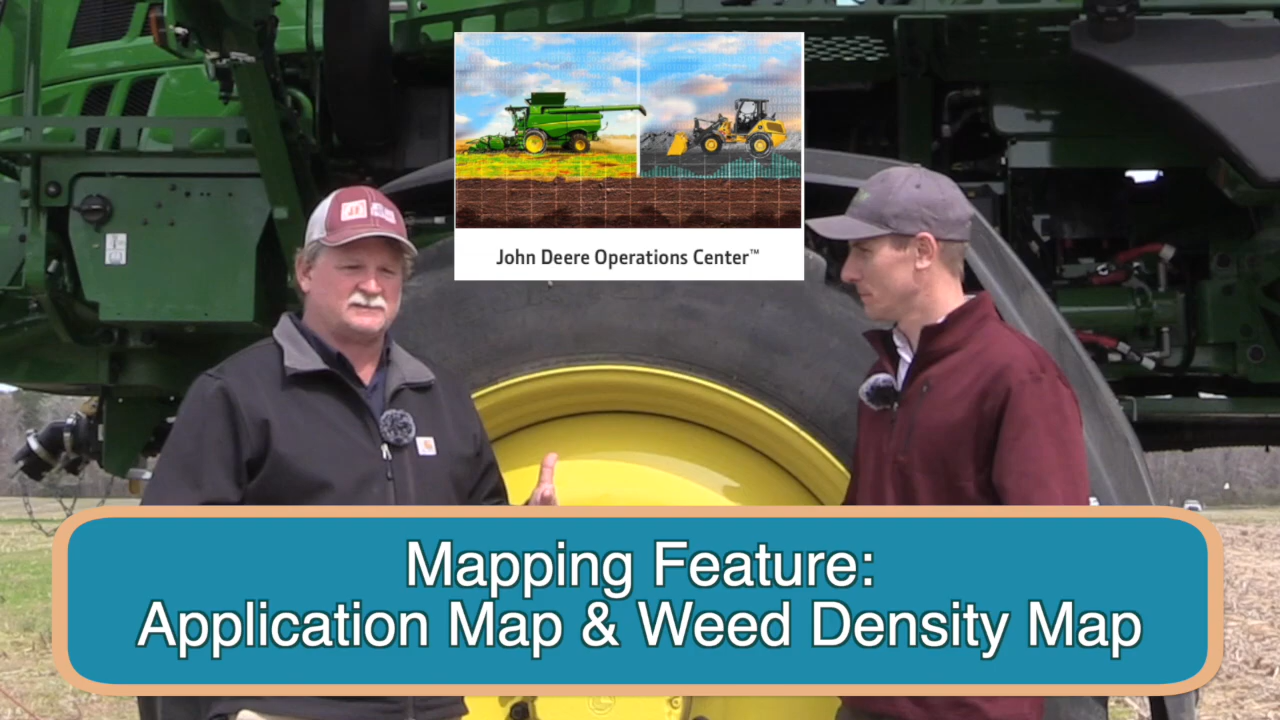 John Deere Operations Center™
Mapping Feature:
Application Map & Weed Density Map